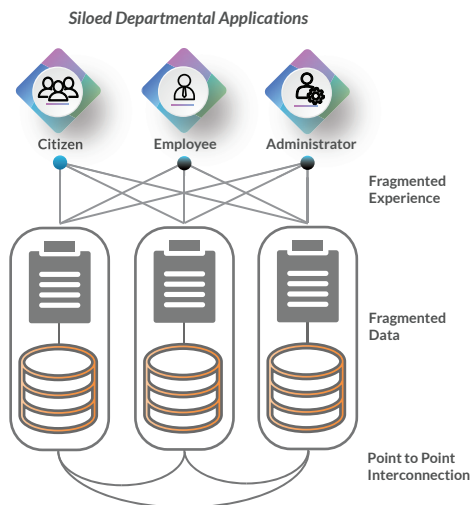 Siloed Departmental Applications
Citizen
Employee
Administrator
Fragmented
Experience
Fragmented
Data
Point to Point
Interconnection